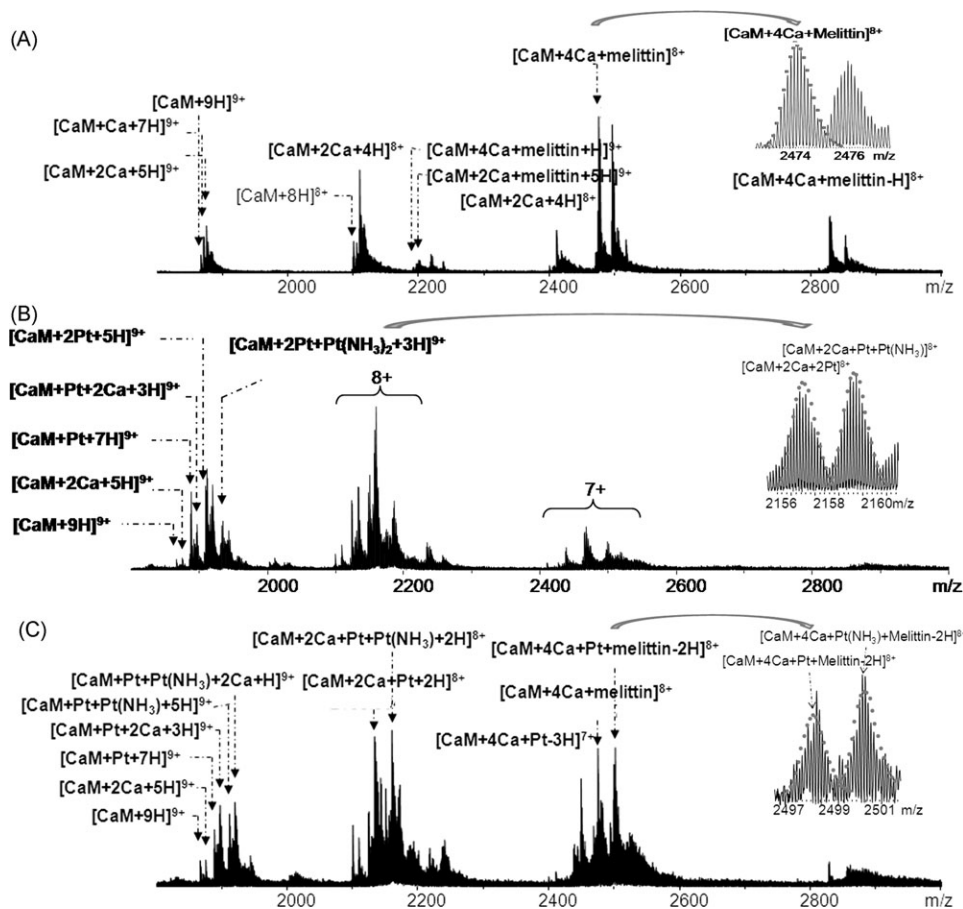 (A)
[CaM+4Ca+Melittin]⁸⁺
[CaM+4Ca+melittin]⁸⁺
[CaM+9H]⁹⁺
[CaM+Ca+7H]⁹⁺
[CaM+2Ca+5H]⁹⁺
[CaM+2Ca+4H]⁸⁺
[CaM+8H]⁸⁺
[CaM+4Ca+melittin+H]⁹⁺
[CaM+2Ca+melittin+5H]⁹⁺
[CaM+2Ca+4H]⁸⁺
2474 2476 m/z
[CaM+4Ca+melittin-H]⁸⁺
2000 2200 2400 2600 2800 m/z
(B)
[CaM+2Pt+5H]⁹⁺
[CaM+2Pt+Pt(NH₃)₂+3H]⁹⁺
[CaM+Pt+2Ca+3H]⁹⁺
[CaM+Pt+7H]⁹⁺
[CaM+2Ca+5H]⁹⁺
[CaM+9H]⁹⁺
8+
7+
[CaM+2Ca+Pt+Pt(NH₃)]⁸⁺
[CaM+2Ca+2Pt]⁸⁺
2156 2158 2160m/z
2000 2200 2400 2600 2800 m/z
(C)
[CaM+2Ca+Pt+Pt(NH₃)+2H]⁸⁺
[CaM+Pt+Pt(NH₃)+2Ca+H]⁹⁺
[CaM+2Ca+Pt+2H]⁸⁺
[CaM+Pt+Pt(NH₃)+5H]⁹⁺
[CaM+Pt+2Ca+3H]⁹⁺
[CaM+Pt+7H]⁹⁺
[CaM+2Ca+5H]⁹⁺
[CaM+9H]⁹⁺
[CaM+4Ca+Pt+melittin-2H]⁸⁺
[CaM+4Ca+melittin]⁸⁺
[CaM+4Ca+Pt-3H]⁷⁺
[CaM+4Ca+Pt(NH₃)+Melittin-2H]⁸
[CaM+4Ca+Pt+Melittin-2H]⁸⁺
2497 2499 2501 m/z
2000 2200 2400 2600 2800 m/z